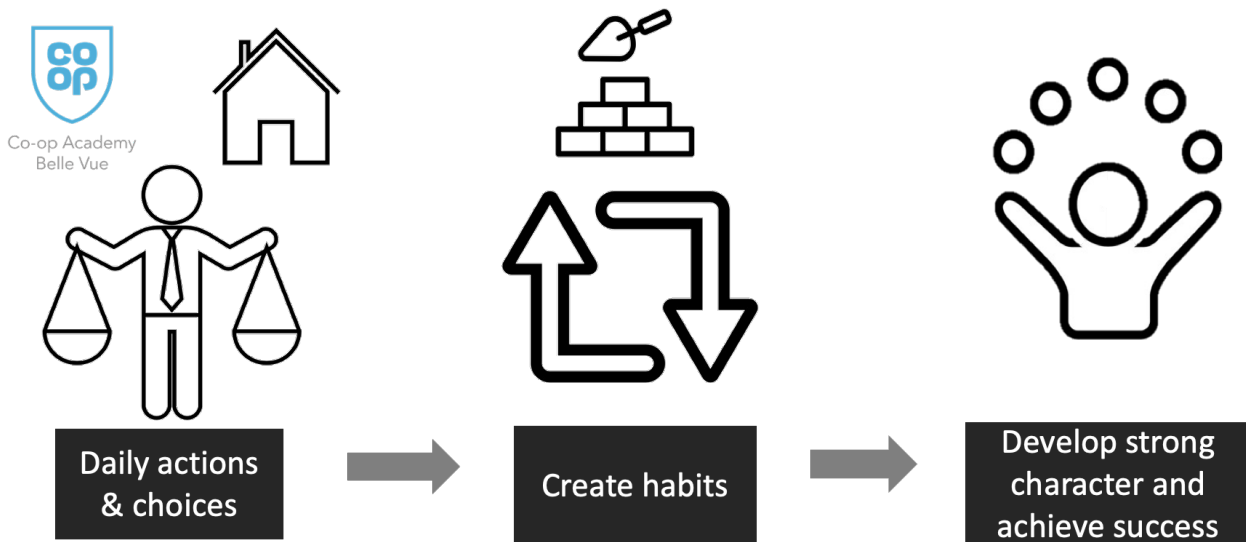 co
op
Co-op Academy
Belle Vue
Daily actions
& choices
Create habits
Develop strong
character and
achieve success